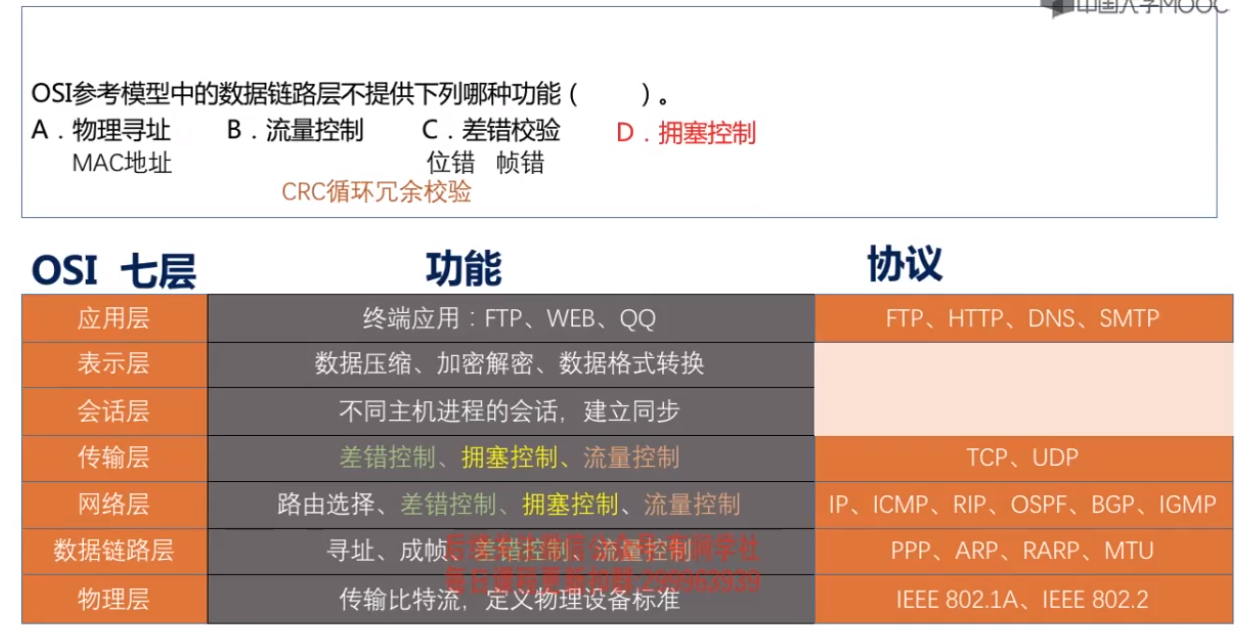 中国大学MOOC
OSI参考模型中的数据链路层不提供下列哪种功能（ ）。
A．物理寻址 B．流量控制 C．差错校验 D．拥塞控制
MAC地址 位错 帧错
CRC循环冗余校验
OSI 七层 功能 协议
应用层 终端应用：FTP、WEB、QQ FTP、HTTP、DNS、SMTP
表示层 数据压缩、加密解密、数据格式转换
会话层 不同主机进程的会话，建立同步
传输层 差错控制、拥塞控制、流量控制 TCP、UDP
网络层 路由选择、差错控制、拥塞控制、流量控制 IP、ICMP、RIP、OSPF、BGP、IGMP
数据链路层 寻址、成帧、差错控制、流量控制 PPP、ARP、RARP、MTU
物理层 传输比特流，定义物理设备标准 IEEE 802.1A、IEEE 802.2